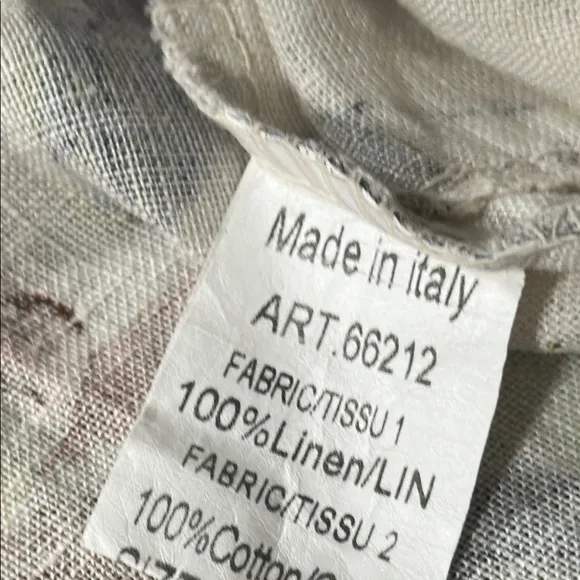 Made in italy
ART.66212
FABRIC/TISSU 1
100%Linen/LIN
FABRIC/TISSU 2
100%Cotton/